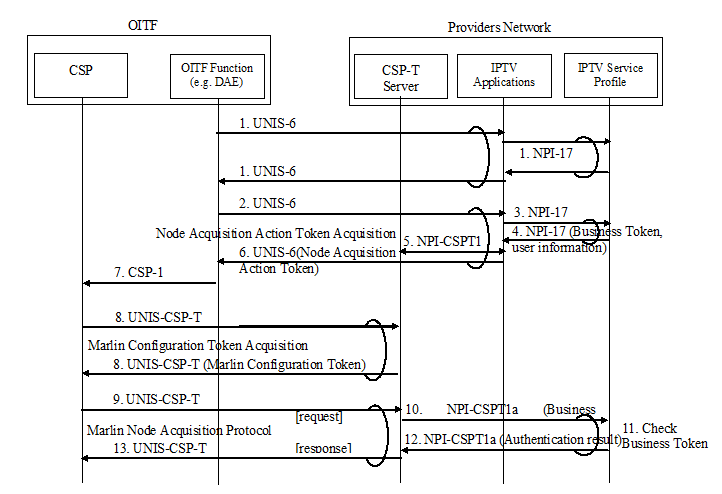 OITF
Providers Network
CSP
OITF Function
(e.g. DAE)
CSP-T
Server
IPTV
Applications
IPTV Service
Profile
1. UNIS-6
1. NPI-17
1. UNIS-6
2. UNIS-6
3. NPI-17
Node Acquisition Action Token Acquisition
4. NPI-17 (Business Token,
user information)
5. NPI-CSPT1
6. UNIS-6(Node Acquisition
Action Token)
7. CSP-1
8. UNIS-CSP-T
Marlin Configuration Token Acquisition
8. UNIS-CSP-T (Marlin Configuration Token)
9. UNIS-CSP-T
[request]
10. NPI-CSPT1a (Business
11. Check
Business Token
Marlin Node Acquisition Protocol
12. NPI-CSPT1a (Authentication result)
13. UNIS-CSP-T
[response]